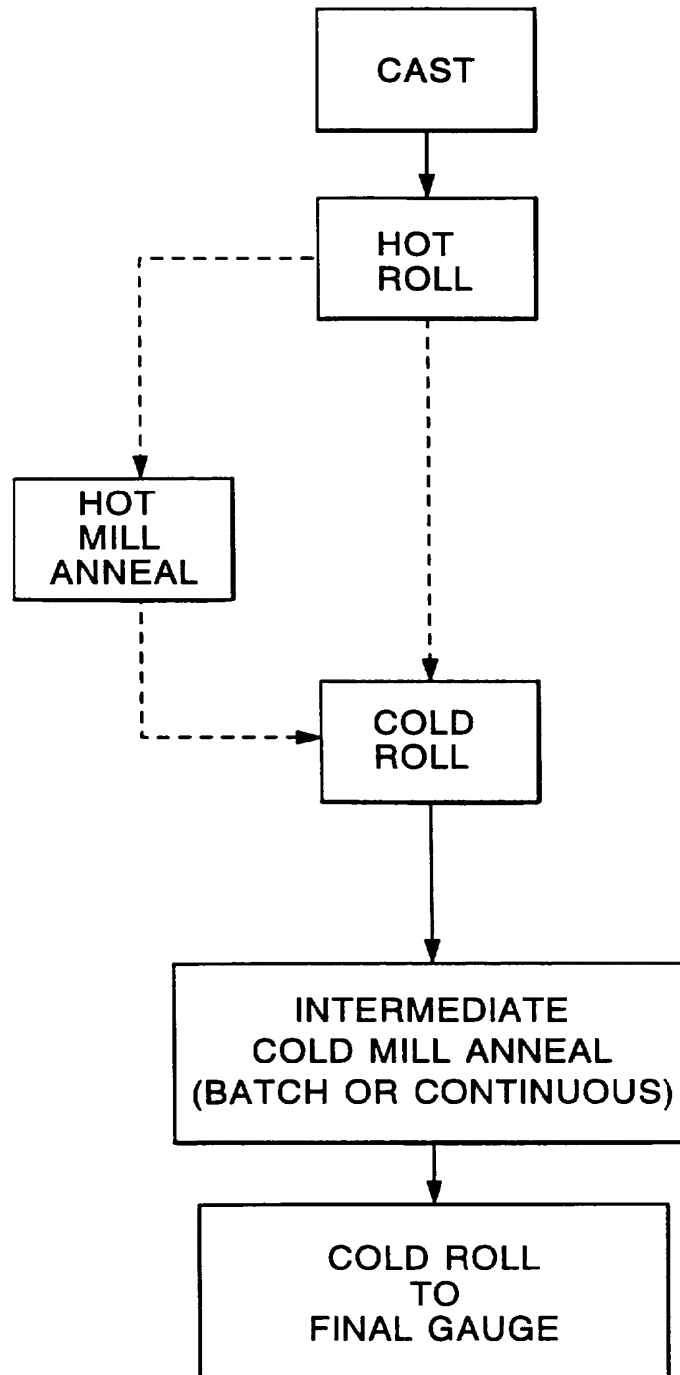 CAST
HOT
ROLL
HOT
MILL
ANNEAL
COLD
ROLL
INTERMEDIATE
COLD MILL ANNEAL
(BATCH OR CONTINUOUS)
COLD ROLL
TO
FINAL GAUGE